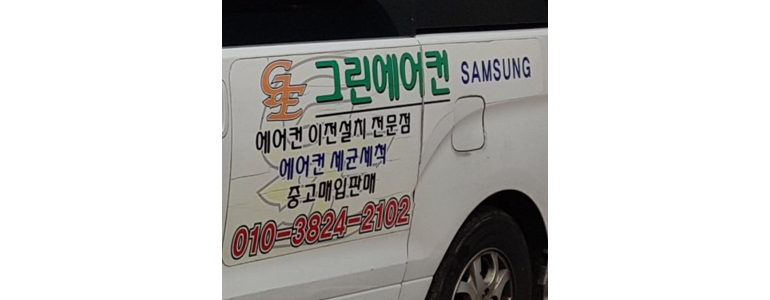 GE 그린에어컨 SAMSUNG
에어컨 이전설치 전문점
에어컨 세균세척
중고매입판매
010-3824-2102